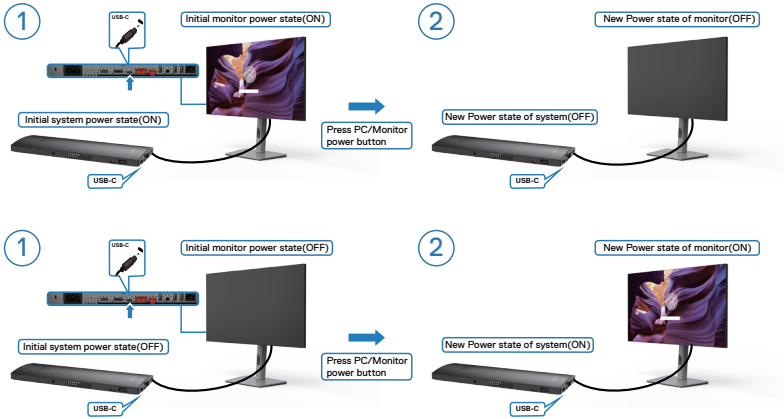 1
USB-C
Initial monitor power state(ON)
Initial system power state(ON)
USB-C
Press PC/Monitor
power button
2
New Power state of monitor(OFF)
New Power state of system(OFF)
USB-C
1
USB-C
Initial monitor power state(OFF)
Initial system power state(OFF)
USB-C
Press PC/Monitor
power button
2
New Power state of monitor(ON)
New Power state of system(ON)
USB-C